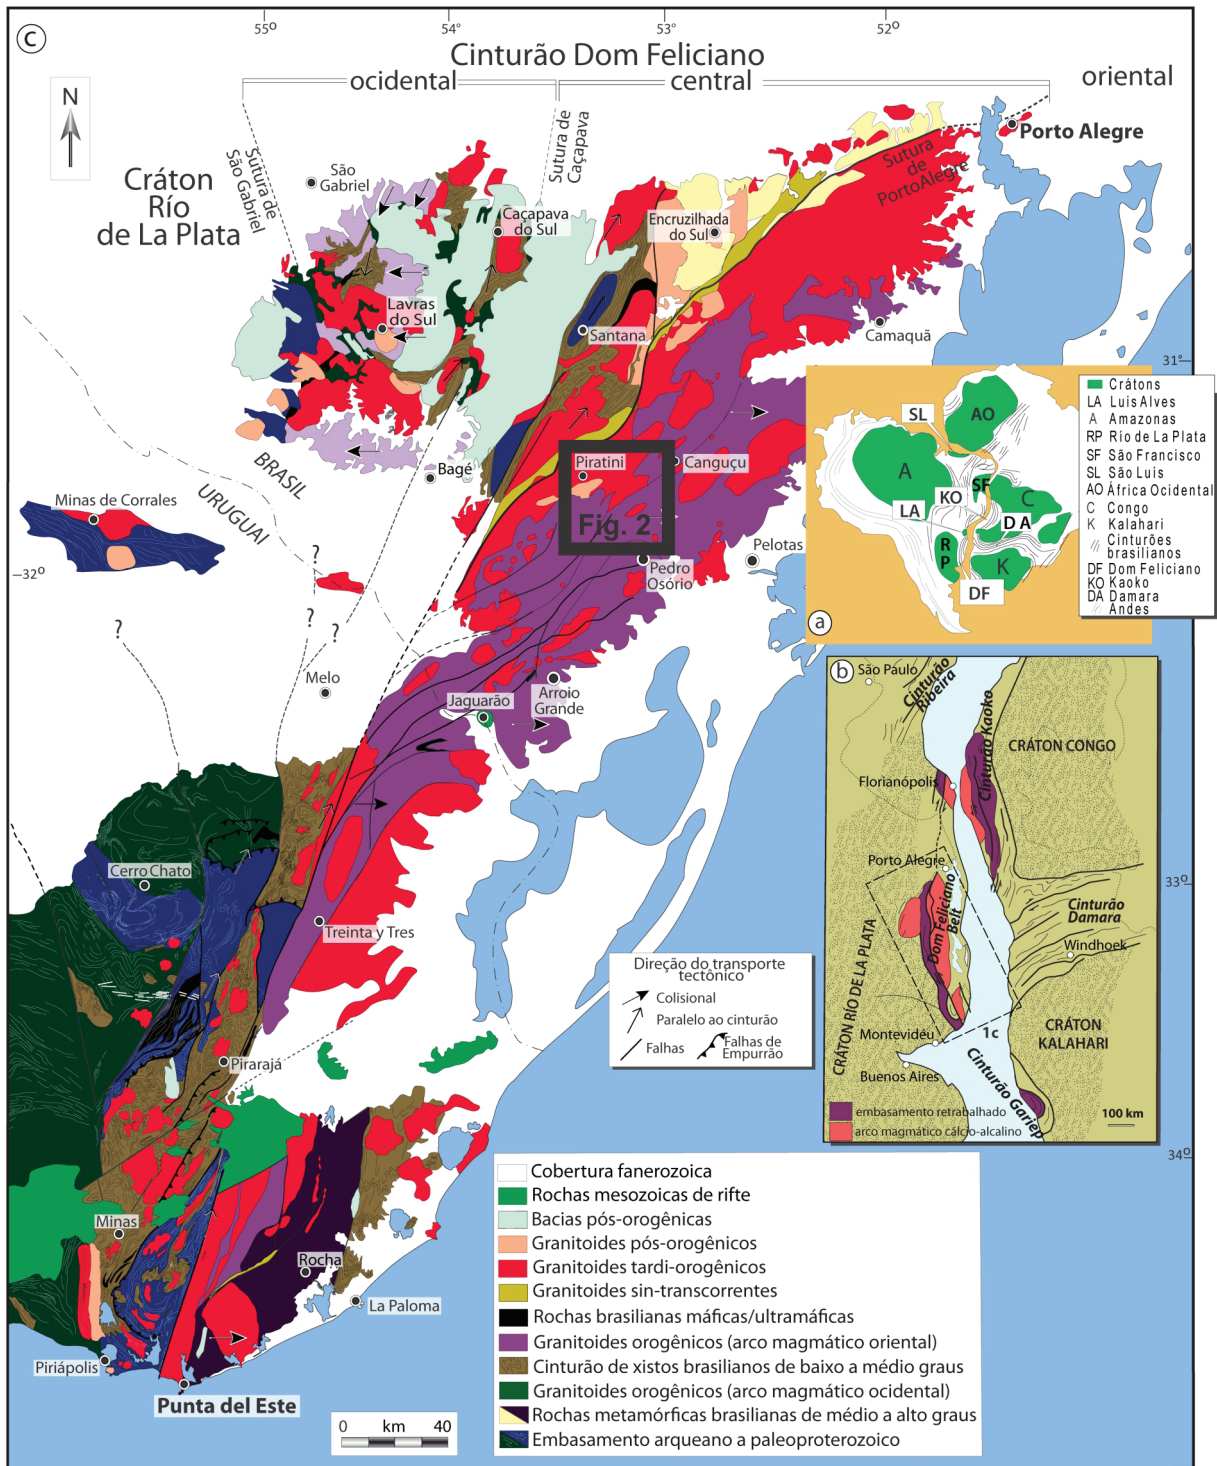 55º
54°
53°
52°
c
Cinturão Dom Feliciano
ocidental
central
oriental
N
Cráton
Río
de La Plata
Sutura de
São Gabriel
Sutura de
Caçapava
Sutura
de
PortoAlegre
Porto Alegre
São
Gabriel
Caçapava
do Sul
Encruzilhada
do Sul
Lavras
do Sul
Santana
Camaquã
31°
Bagé
BRASIL
URUGUAI
Minas de Corrales
32°
Piratini
Canguçu
Fig. 2
Pedro
Osório
Pelotas
?
?
?
Melo
Jaguarão
Arroio
Grande
Cerro Chato
Treinta y Tres
Pirarajá
Minas
Rocha
La Paloma
Piriápolis
Punta del Este
33º
34º
0 km 40
AO
SL
A
KO
SF
C
LA
D A
R
P
K
DF
a
Crátons
LA Luis Alves
A Amazonas
RP Río de La Plata
SF São Francisco
SL São Luís
AO África Ocidental
C Congo
K Kalahari
Cinturões
brasilianos
DF Dom Feliciano
KO Kaoko
DA Damara
Andes
b
São Paulo
Cinturão
Ribeira
Cinturão Kaoko
CRÁTON CONGO
Florianópolis
Porto Alegre
Dom Feliciano
Belt
Cinturão
Damara
Windhoek
CRÁTON RIO DE LA PLATA
Montevidéu
1c
CRÁTON
KALAHARI
Buenos Aires
Cinturão Gariep
embasamento retrabalhado
arco magmático cálcio-alcalino
100 km
Direção do transporte
tectônico
Colisional
Paralelo ao cinturão
Falhas
Falhas de
Empurrão
Cobertura fanerozoica
Rochas mesozoicas de rifte
Bacias pós-orogênicas
Granitoides pós-orogênicos
Granitoides tardi-orogênicos
Granitoides sin-transcorrentes
Rochas brasilianas máficas/ultramáficas
Granitoides orogênicos (arco magmático oriental)
Cinturão de xistos brasilianos de baixo a médio graus
Granitoides orogênicos (arco magmático ocidental)
Rochas metamórficas brasilianas de médio a alto graus
Embasamento arqueano a paleoproterozoico